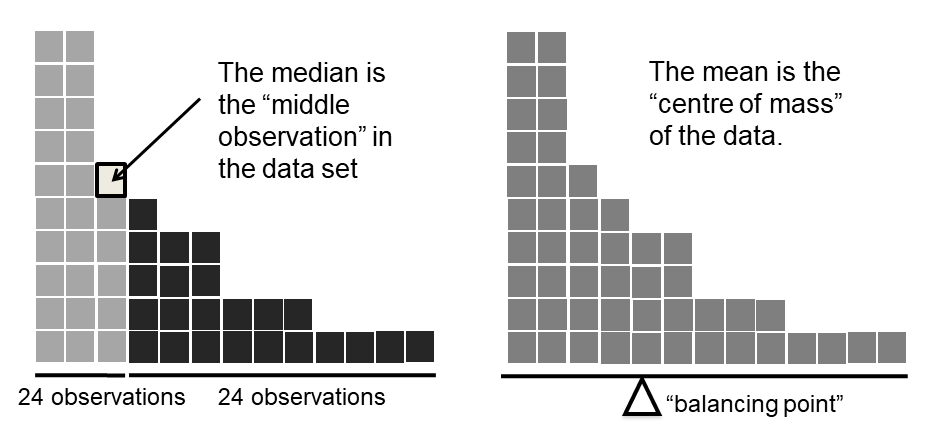 The median is
the “middle
observation” in
the data set
24 observations
24 observations
The mean is the
“centre of mass”
of the data.
“balancing point”